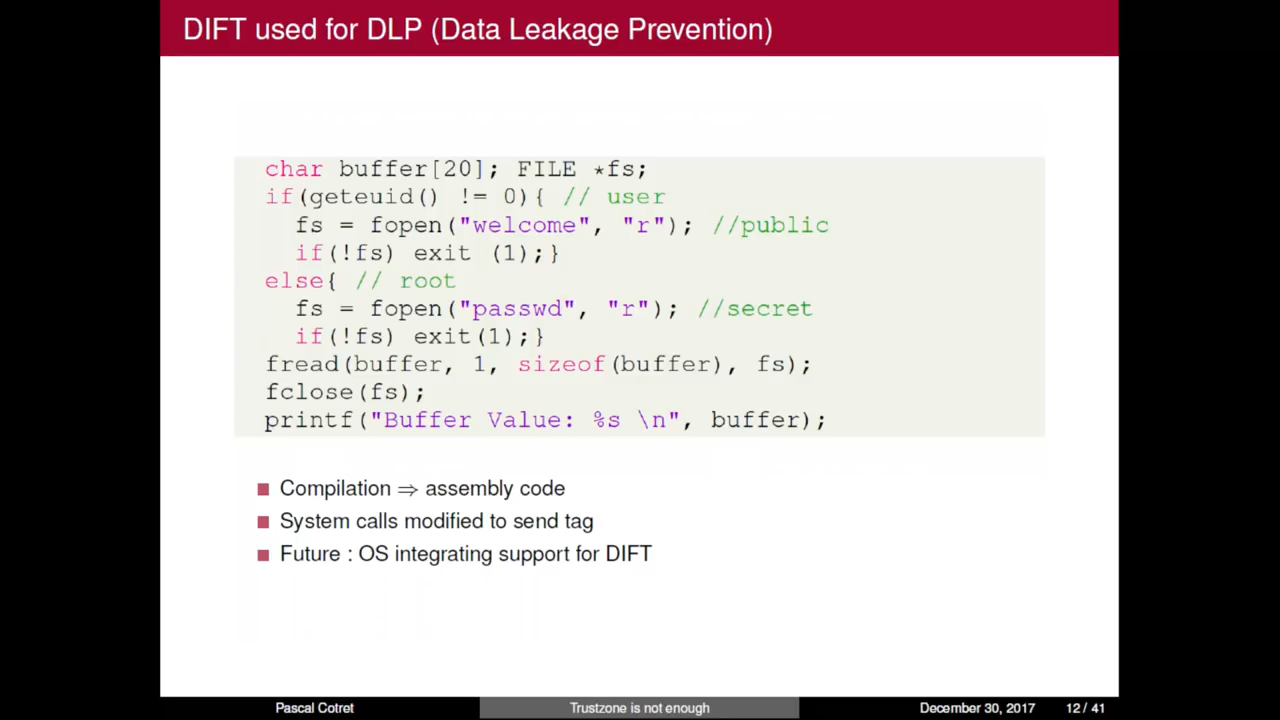 DIFT used for DLP (Data Leakage Prevention)
char buffer[20]; FILE *fs;
if(geteuid() != 0){ // user
fs = fopen("welcome", "r"); //public
if(!fs) exit (1);}
else{ // root
fs = fopen("passwd", "r"); //secret
if(!fs) exit(1);}
fread(buffer, 1, sizeof(buffer), fs);
fclose(fs);
printf("Buffer Value: %s \n", buffer);
Compilation ⇒ assembly code
System calls modified to send tag
Future : OS integrating support for DIFT
Pascal Cotret Trustzone is not enough December 30, 2017 12 / 41